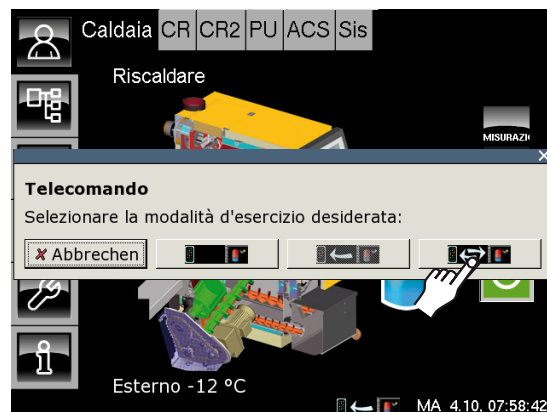 Caldaia CR CR2 PU ACS Sis
Riscaldare
Telecomando
Selezionare la modalità d'esercizio desiderata:
Abbrechen
Esterno -12 °C
MA 4.10, 07:58:42